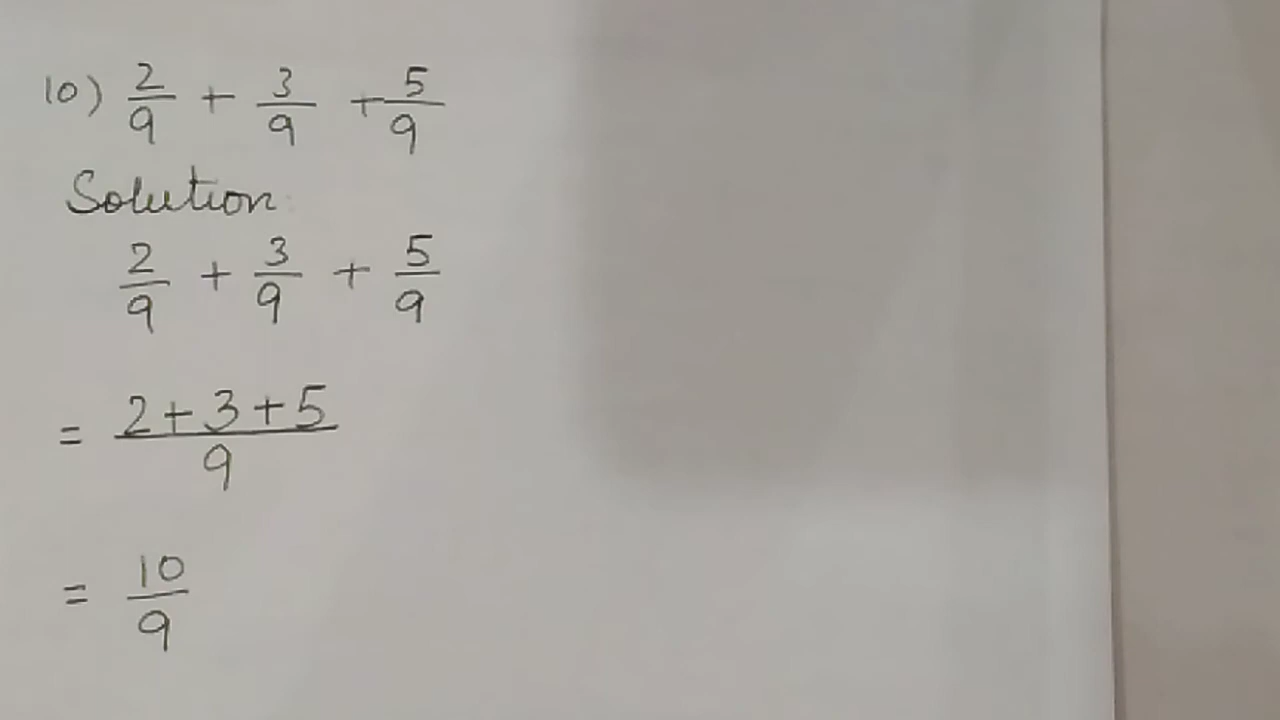 10) 2/9 + 3/9 + 5/9
Solution
2/9 + 3/9 + 5/9
= 2+3+5/9
= 10/9